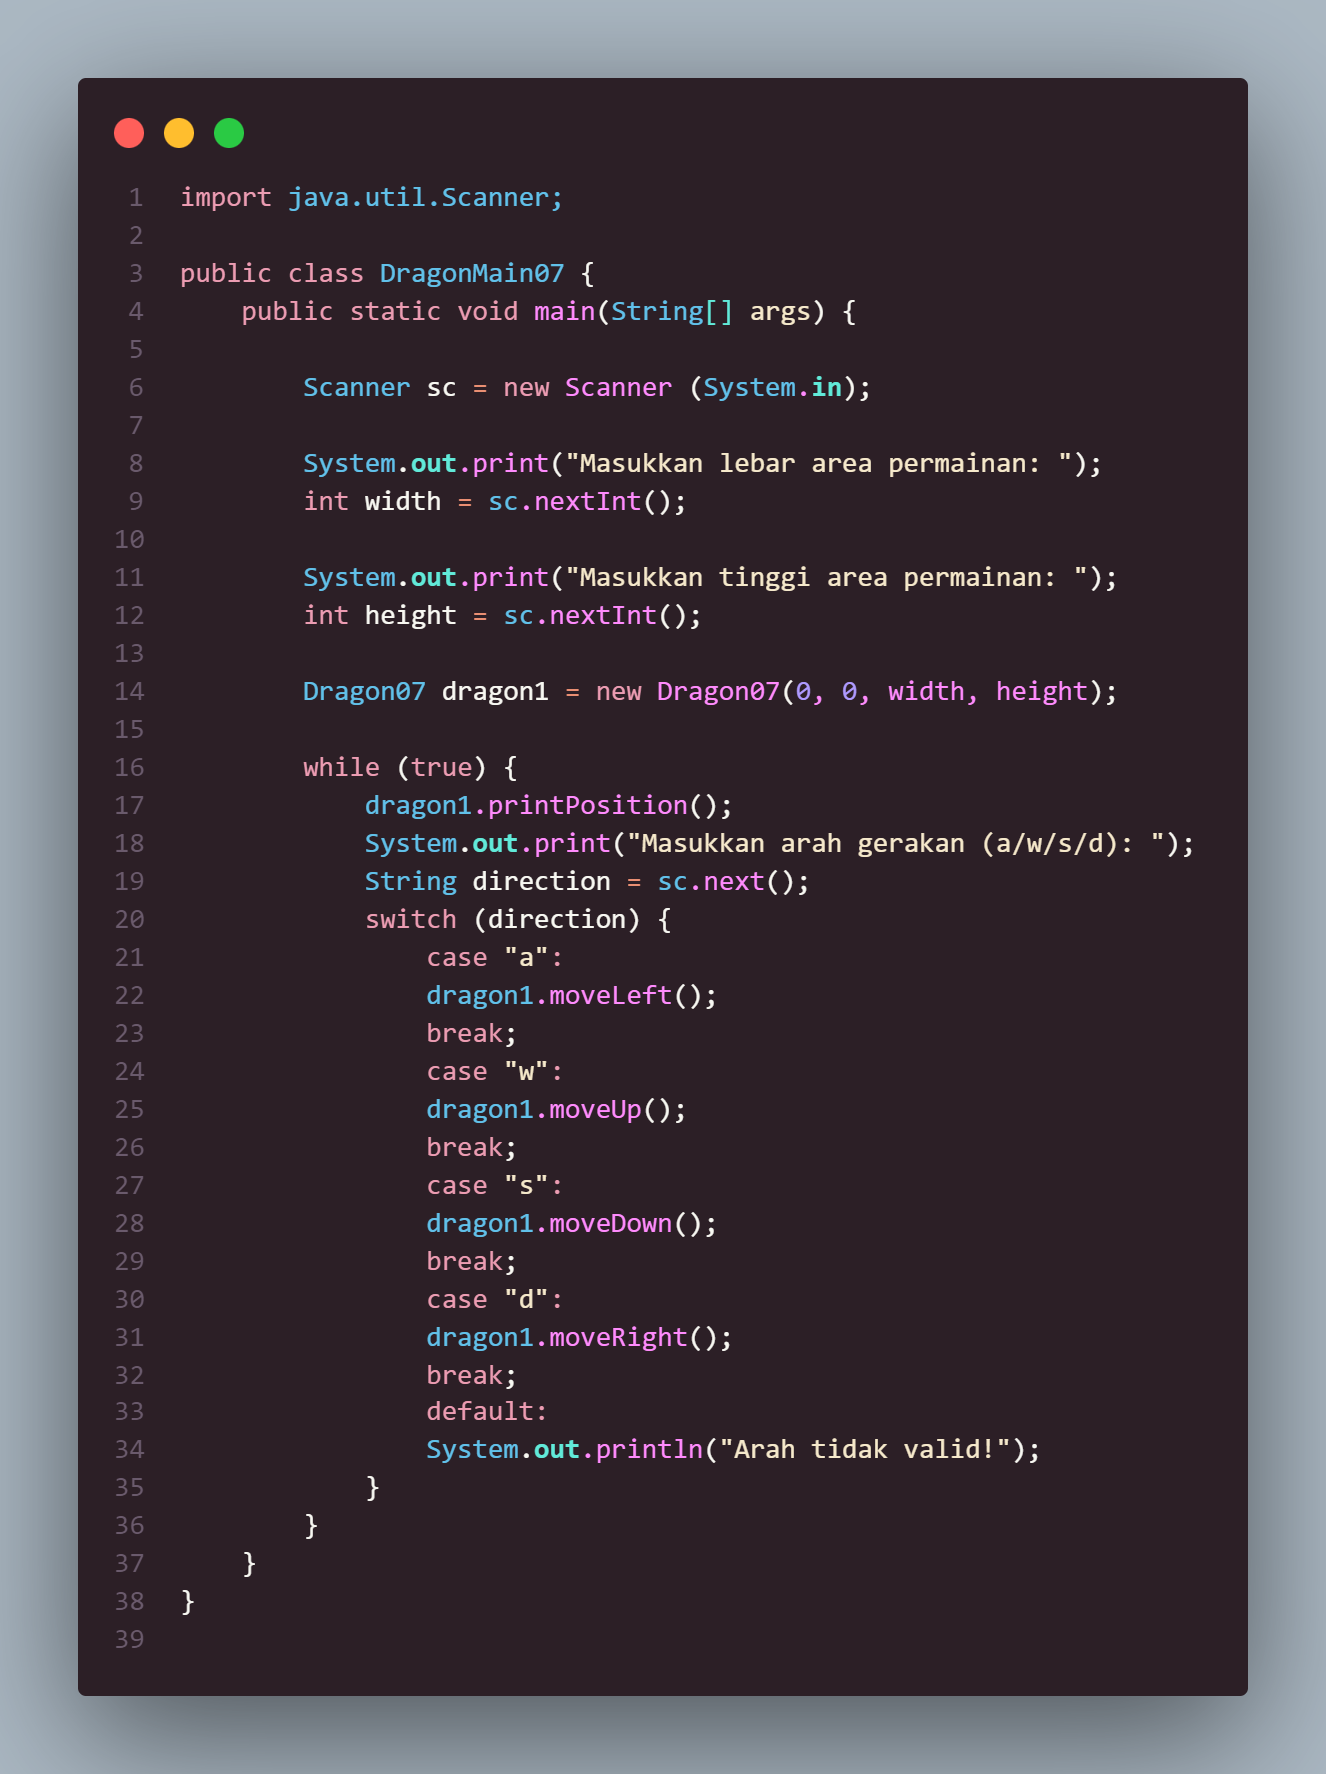 1 import java.util.Scanner;
2
3 public class DragonMain07 {
4     public static void main(String[] args) {
5
6         Scanner sc = new Scanner (System.in);
7
8         System.out.print("Masukkan lebar area permainan: ");
9         int width = sc.nextInt();
10
11         System.out.print("Masukkan tinggi area permainan: ");
12         int height = sc.nextInt();
13
14         Dragon07 dragon1 = new Dragon07(0, 0, width, height);
15
16         while (true) {
17             dragon1.printPosition();
18             System.out.print("Masukkan arah gerakan (a/w/s/d): ");
19             String direction = sc.next();
20             switch (direction) {
21                 case "a":
22                 dragon1.moveLeft();
23                 break;
24                 case "w":
25                 dragon1.moveUp();
26                 break;
27                 case "s":
28                 dragon1.moveDown();
29                 break;
30                 case "d":
31                 dragon1.moveRight();
32                 break;
33                 default:
34                 System.out.println("Arah tidak valid!");
35             }
36         }
37     }
38 }
39